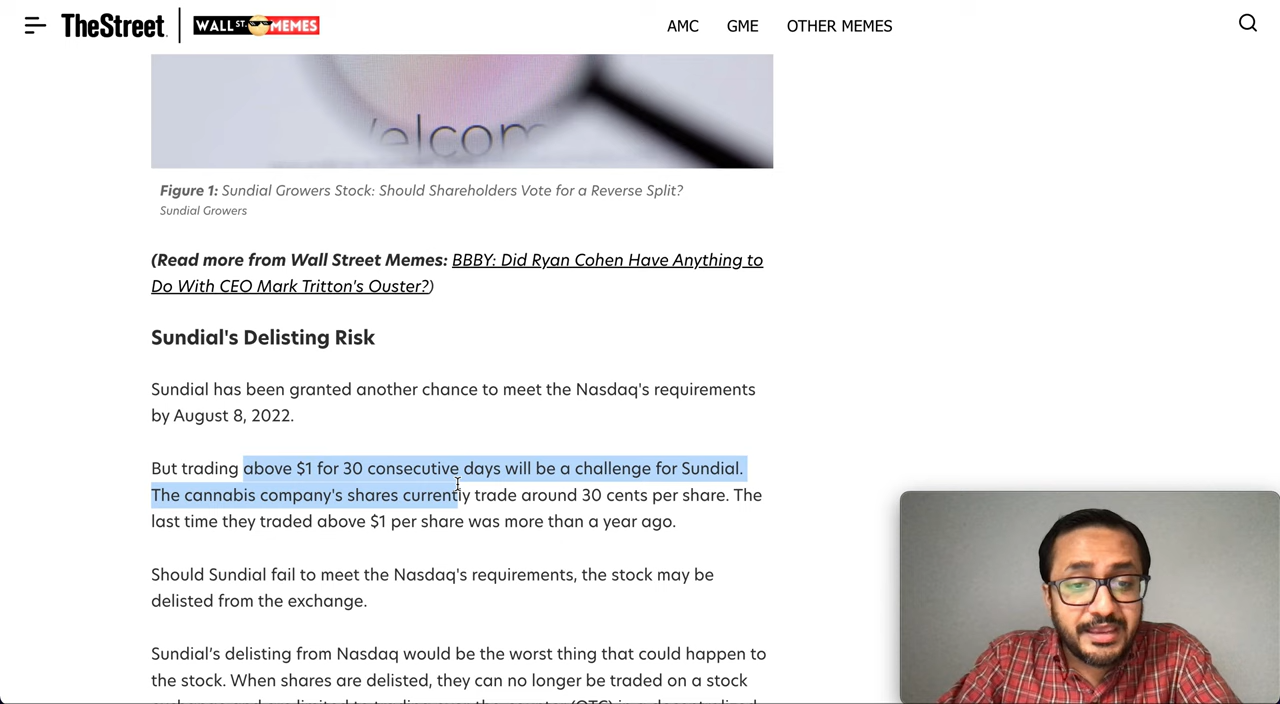 TheStreet WALL ST. MEMES AMC GME OTHER MEMES
Welcom
Figure 1: Sundial Growers Stock: Should Shareholders Vote for a Reverse Split?
Sundial Growers
(Read more from Wall Street Memes: BBBY: Did Ryan Cohen Have Anything to
Do With CEO Mark Tritton's Ouster?)
Sundial's Delisting Risk
Sundial has been granted another chance to meet the Nasdaq's requirements
by August 8, 2022.
But trading above $1 for 30 consecutive days will be a challenge for Sundial.
The cannabis company's shares currently trade around 30 cents per share. The
last time they traded above $1 per share was more than a year ago.
Should Sundial fail to meet the Nasdaq's requirements, the stock may be
delisted from the exchange.
Sundial's delisting from Nasdaq would be the worst thing that could happen to
the stock. When shares are delisted, they can no longer be traded on a stock